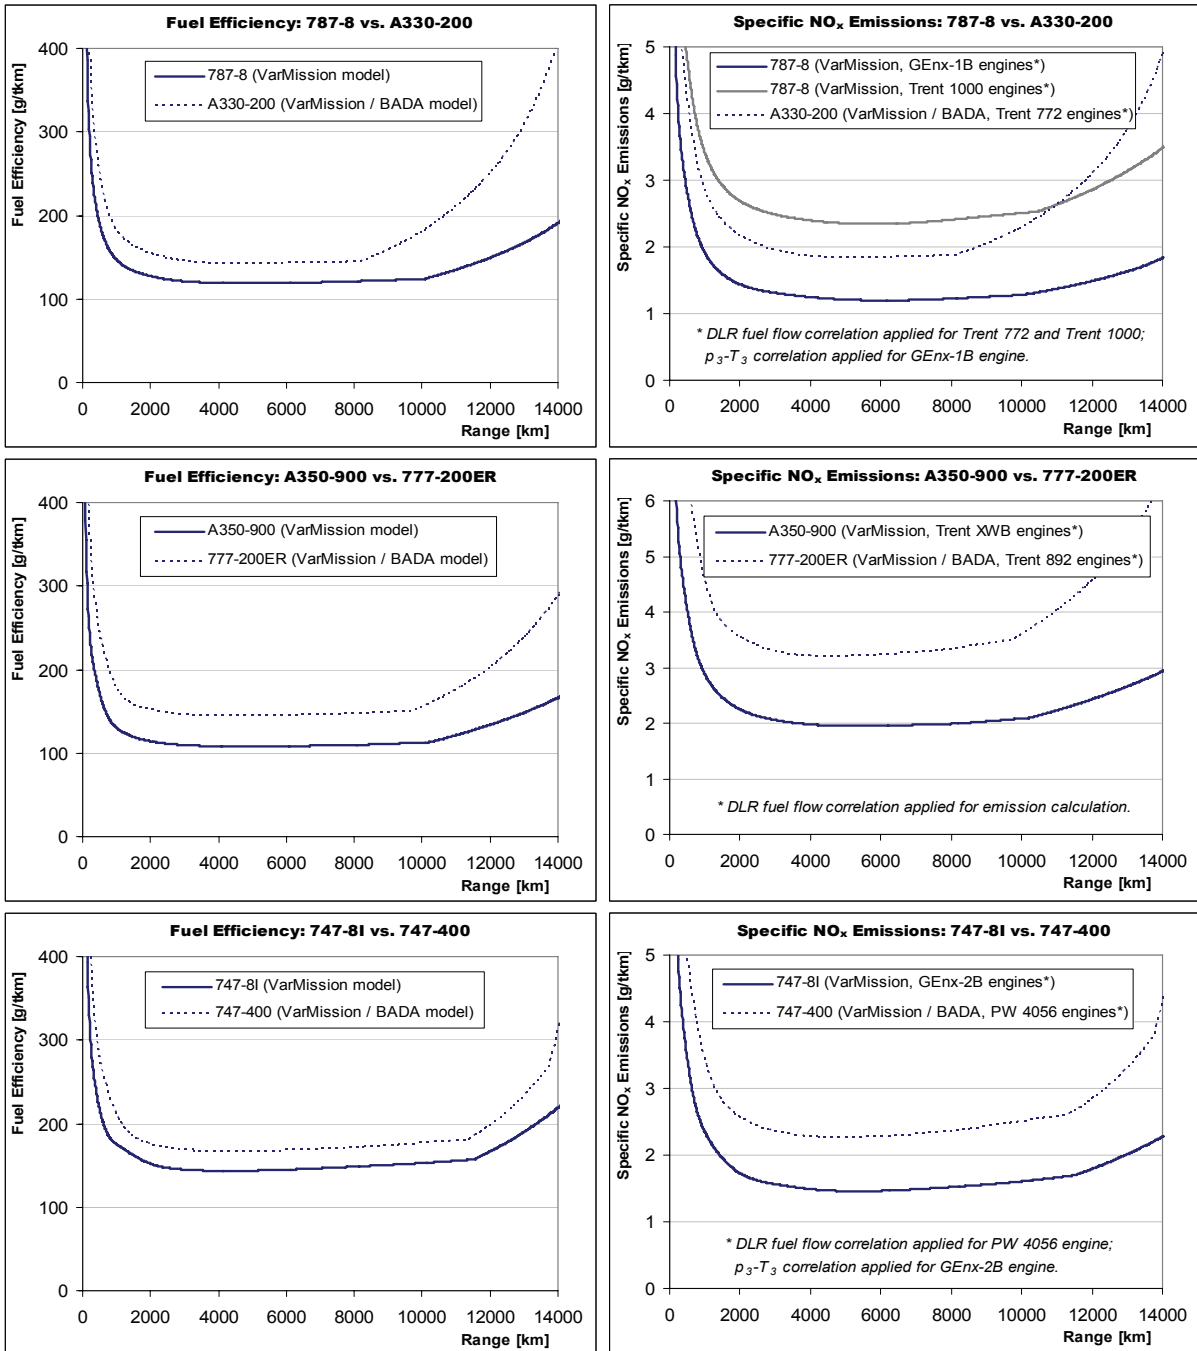 Fuel Efficiency: 787-8 vs. A330-200
400
300
200
100
0
Fuel Efficiency [g/tkm]
787-8 (VarMission model)
A330-200 (VarMission / BADA model)
0 2000 4000 6000 8000 10000 12000 14000
Range [km]
Specific NOₓ Emissions: 787-8 vs. A330-200
5
4
3
2
1
0
Specific NOₓ Emissions [g/tkm]
787-8 (VarMission, GEnx-1B engines*)
787-8 (VarMission, Trent 1000 engines*)
A330-200 (VarMission / BADA, Trent 772 engines*)
* DLR fuel flow correlation applied for Trent 772 and Trent 1000;
p₃-T₃ correlation applied for GEnx-1B engine.
0 2000 4000 6000 8000 10000 12000 14000
Range [km]
Fuel Efficiency: A350-900 vs. 777-200ER
400
300
200
100
0
Fuel Efficiency [g/tkm]
A350-900 (VarMission model)
777-200ER (VarMission / BADA model)
0 2000 4000 6000 8000 10000 12000 14000
Range [km]
Specific NOₓ Emissions: A350-900 vs. 777-200ER
6
5
4
3
2
1
0
Specific NOₓ Emissions [g/tkm]
A350-900 (VarMission, Trent XWB engines*)
777-200ER (VarMission / BADA, Trent 892 engines*)
* DLR fuel flow correlation applied for emission calculation.
0 2000 4000 6000 8000 10000 12000 14000
Range [km]
Fuel Efficiency: 747-8I vs. 747-400
400
300
200
100
0
Fuel Efficiency [g/tkm]
747-8I (VarMission model)
747-400 (VarMission / BADA model)
0 2000 4000 6000 8000 10000 12000 14000
Range [km]
Specific NOₓ Emissions: 747-8I vs. 747-400
5
4
3
2
1
0
Specific NOₓ Emissions [g/tkm]
747-8I (VarMission, GEnx-2B engines*)
747-400 (VarMission / BADA, PW 4056 engines*)
* DLR fuel flow correlation applied for PW 4056 engine;
p₃-T₃ correlation applied for GEnx-2B engine.
0 2000 4000 6000 8000 10000 12000 14000
Range [km]